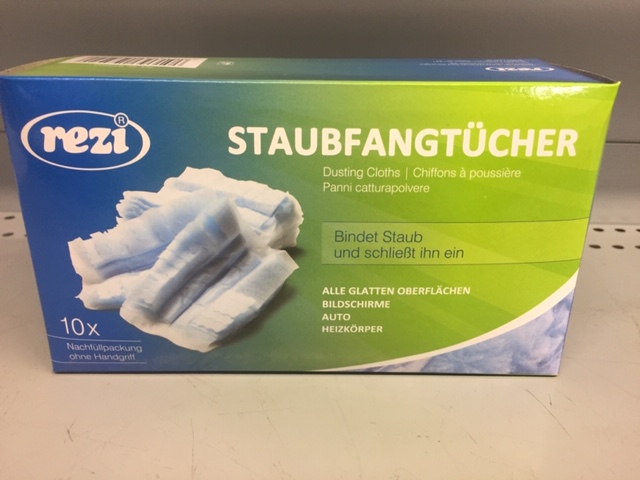 rezi®
STAUBFANGTÜCHER
Dusting Cloths | Chiffons à poussière
Panni catturapolvere
Bindet Staub
und schließt ihn ein
ALLE GLATTEN OBERFLÄCHEN
BILDSCHIRME
AUTO
HEIZKÖRPER
10x
Nachfüllpackung
ohne Handgriff
rezi